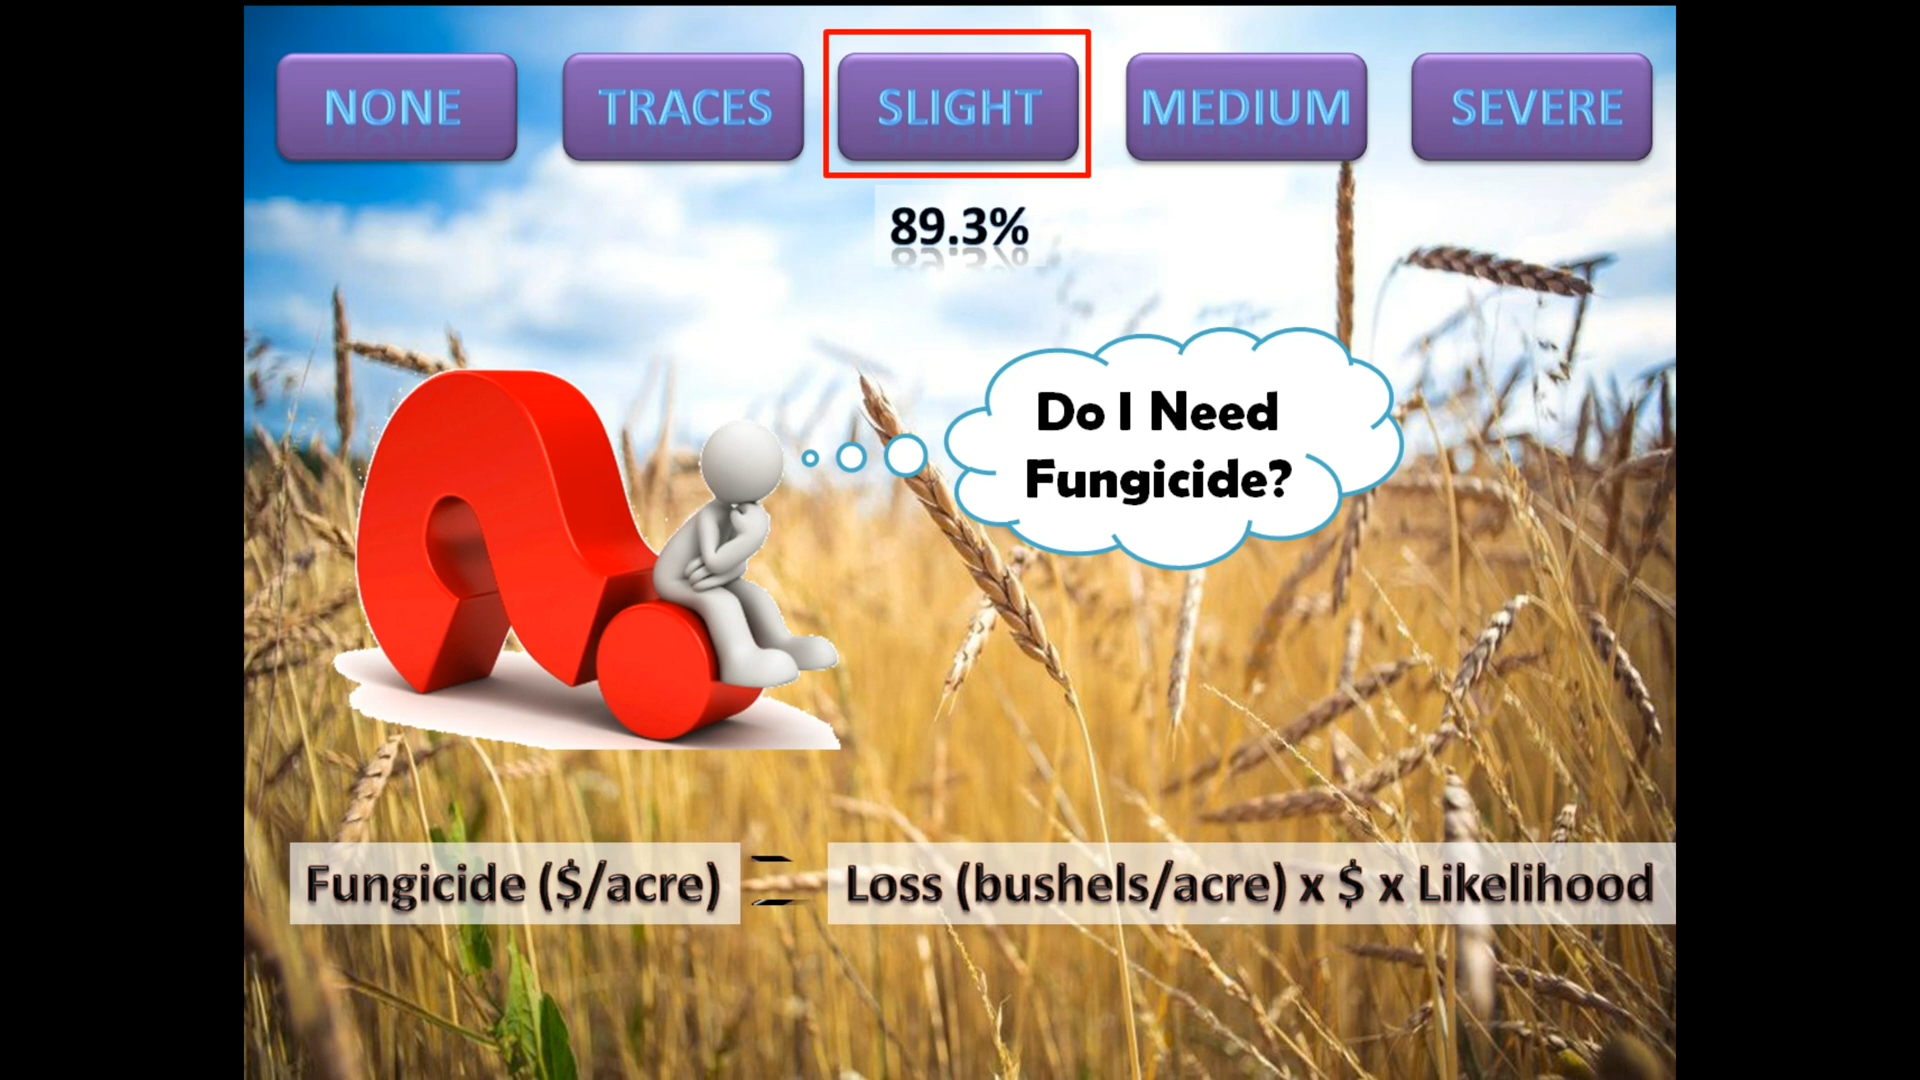 NONE TRACES SLIGHT MEDIUM SEVERE
89.3%
Do I Need
Fungicide?
Fungicide ($/acre) = Loss (bushels/acre) x $ x Likelihood